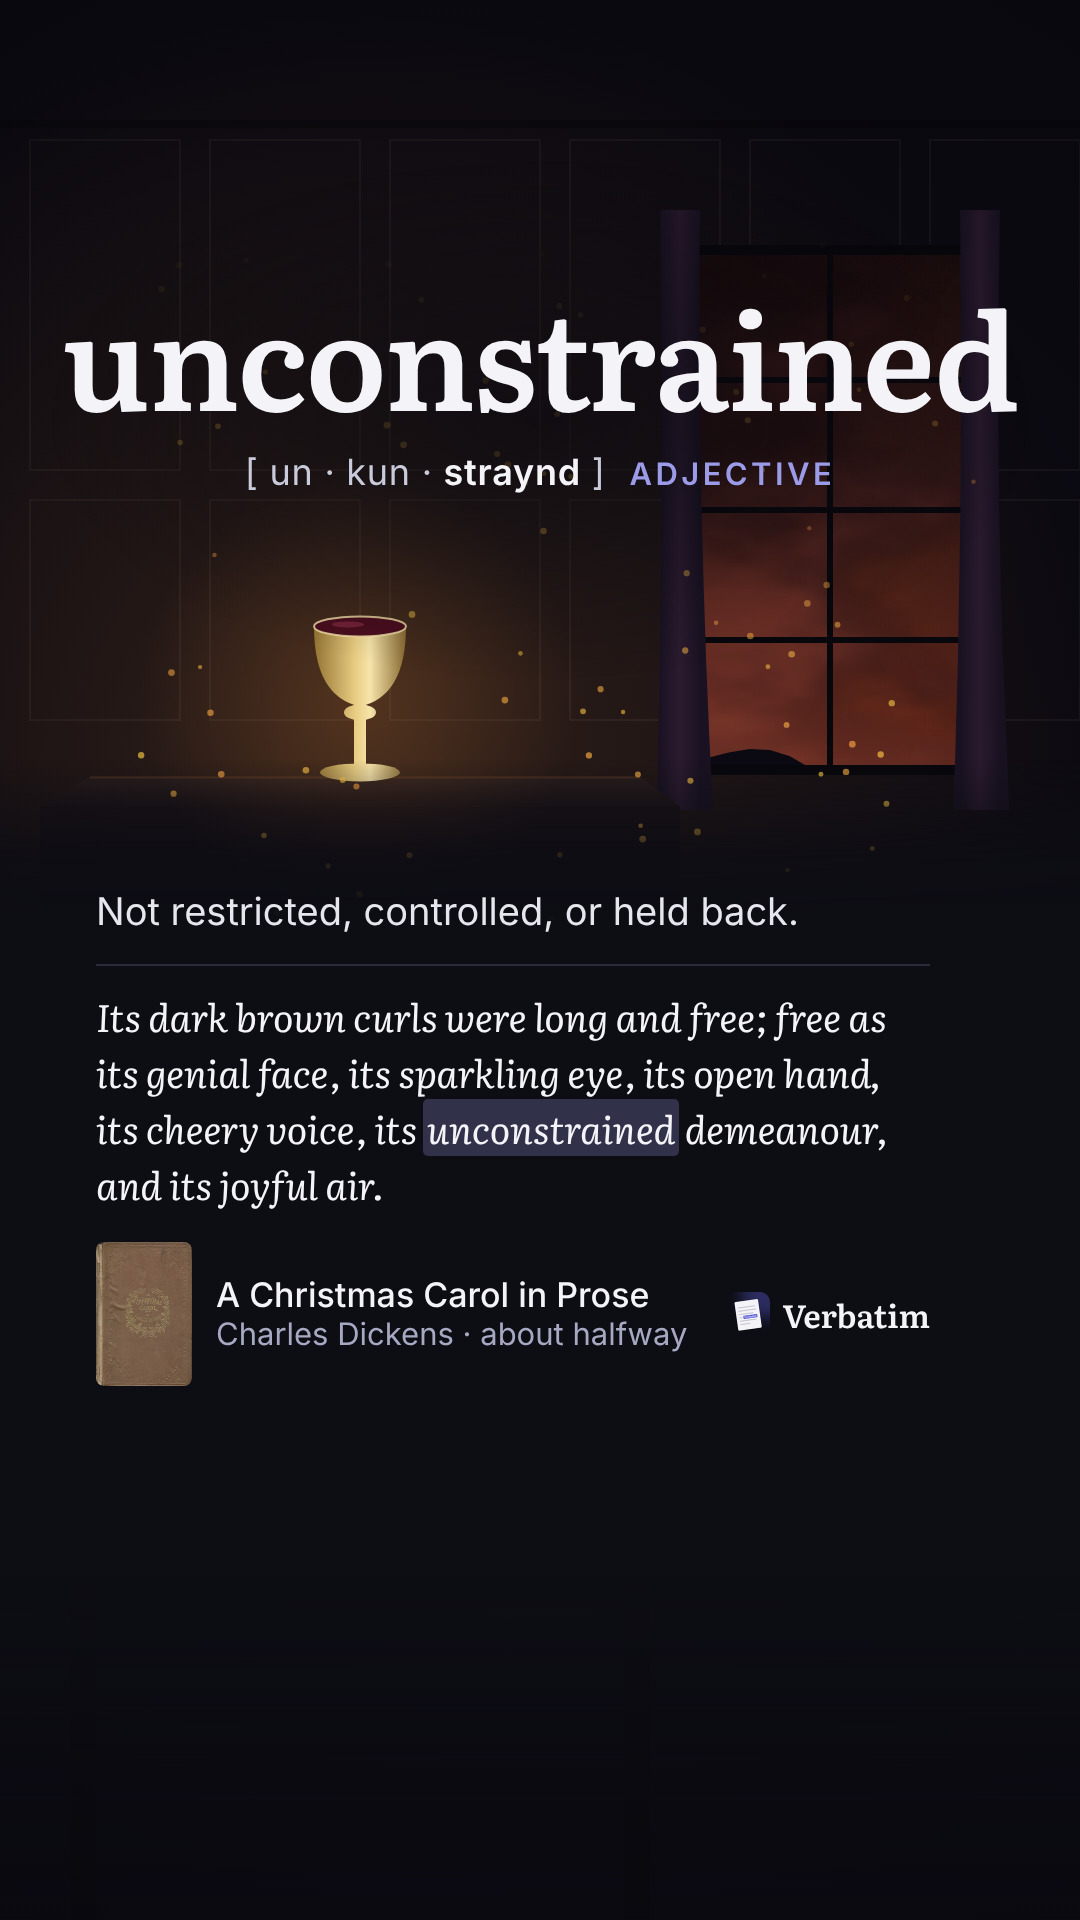 unconstrained
[ un · kun · straynd ] ADJECTIVE
Not restricted, controlled, or held back.
Its dark brown curls were long and free; free as
its genial face, its sparkling eye, its open hand,
its cheery voice, its unconstrained demeanour,
and its joyful air.
A Christmas Carol in Prose
Charles Dickens · about halfway
Verbatim